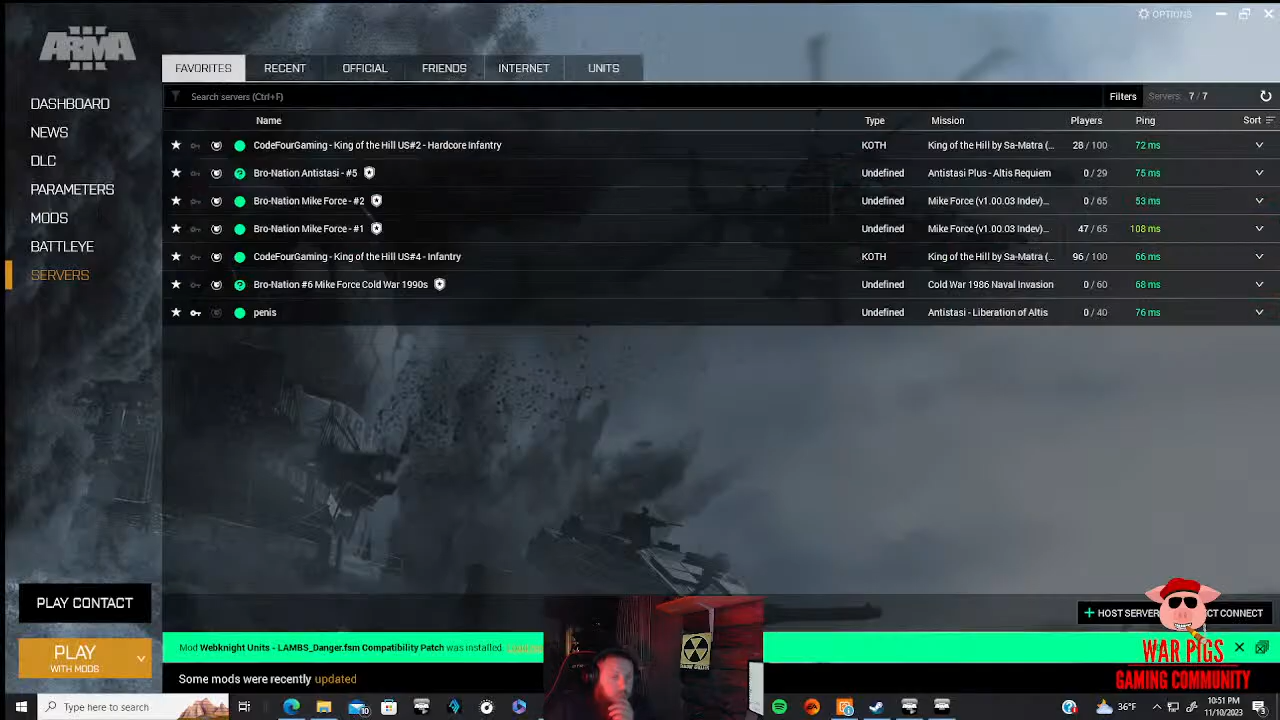 OPTIONS
ARMA III
FAVORITES RECENT OFFICIAL FRIENDS INTERNET UNITS
DASHBOARD
NEWS
DLC
PARAMETERS
MODS
BATTLEYE
SERVERS
Search servers (Ctrl+F) Filters Servers: 7 / 7
Name Type Mission Players Ping Sort
CodeFourGaming - King of the Hill US#2 - Hardcore Infantry KOTH King of the Hill by Sa-Matra (... 28 / 100 72 ms
Bro-Nation Antistasi - #5 Undefined Antistasi Plus - Altis Requiem 0 / 29 75 ms
Bro-Nation Mike Force - #2 Undefined Mike Force (v1.00.03 Indev)... 0 / 65 53 ms
Bro-Nation Mike Force - #1 Undefined Mike Force (v1.00.03 Indev)... 47 / 65 108 ms
CodeFourGaming - King of the Hill US#4 - Infantry KOTH King of the Hill by Sa-Matra (... 96 / 100 66 ms
Bro-Nation #6 Mike Force Cold War 1990s Undefined Cold War 1986 Naval Invasion 0 / 60 68 ms
penis Undefined Antistasi - Liberation of Altis 0 / 40 76 ms
PLAY CONTACT
HOST SERVER CT CONNECT
PLAY
WITH MODS
Mod Webknight Units - LAMBS_Danger.fsm Compatibility Patch was installed.
Some mods were recently updated
WAR PIGS
GAMING COMMUNITY
Type here to search
36°F
10:51 PM
11/10/2023